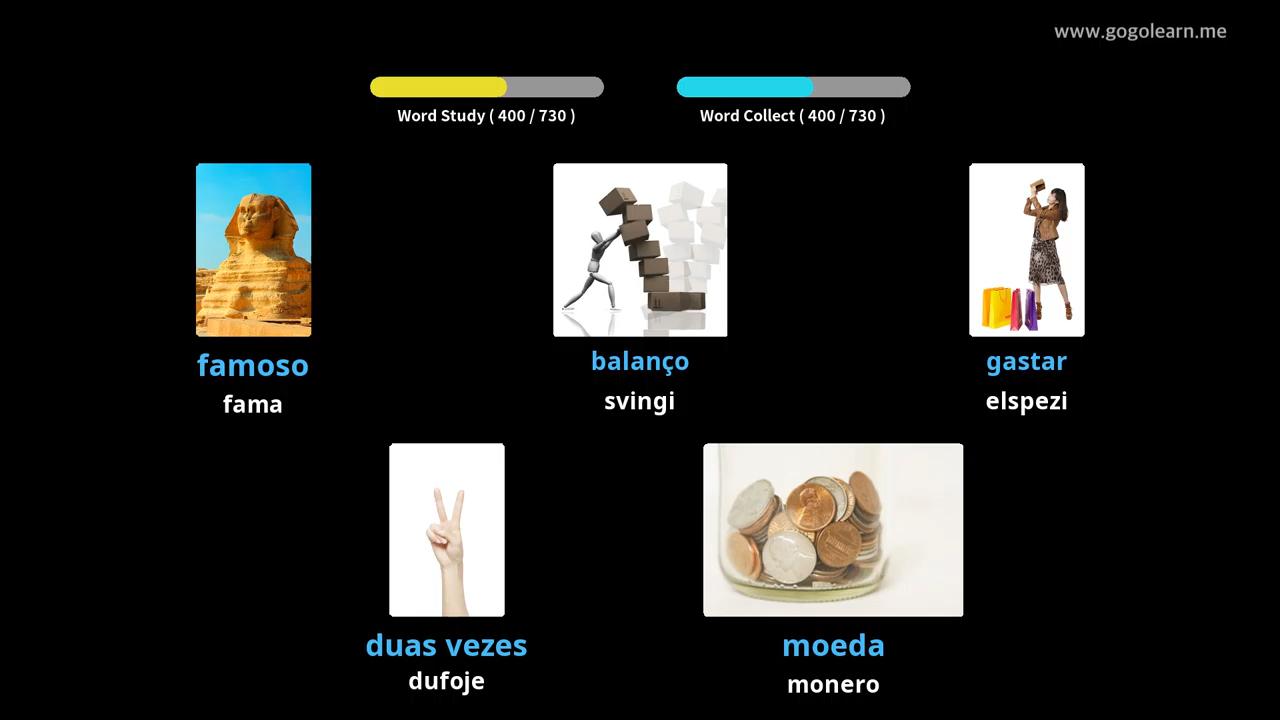 www.gogolearn.me
Word Study ( 400 / 730 )
Word Collect ( 400 / 730 )
famoso
fama
balanço
svingi
gastar
elspezi
duas vezes
dufoje
moeda
monero